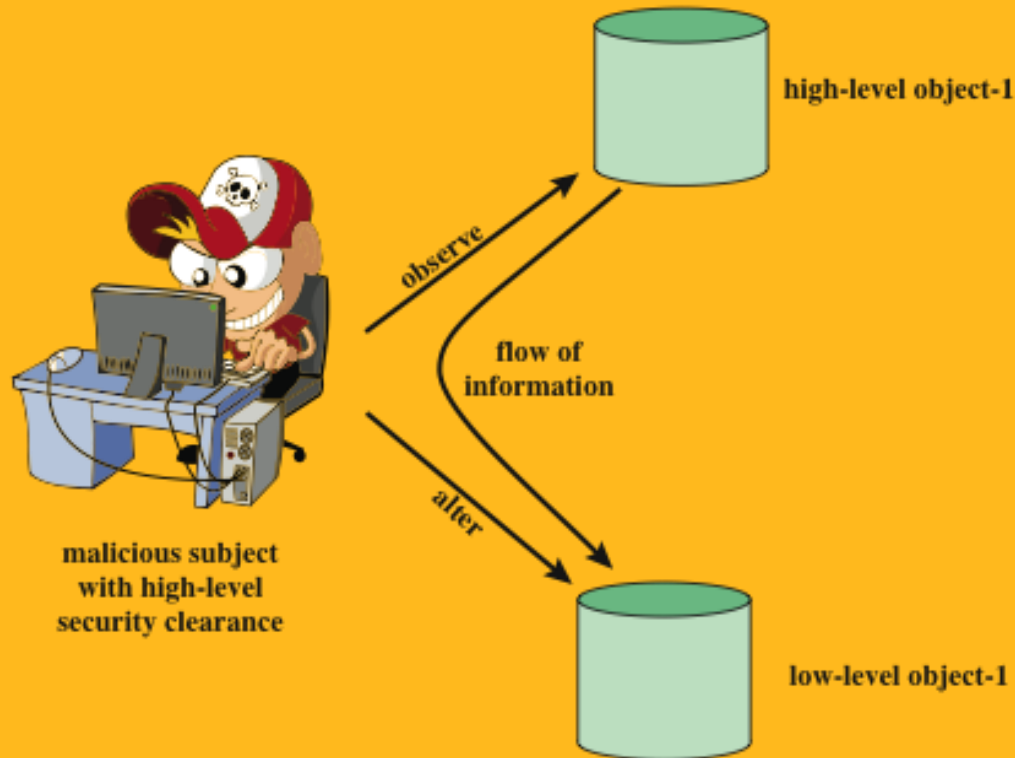 high-level object-1
observe
flow of
information
alter
malicious subject
with high-level
security clearance
low-level object-1